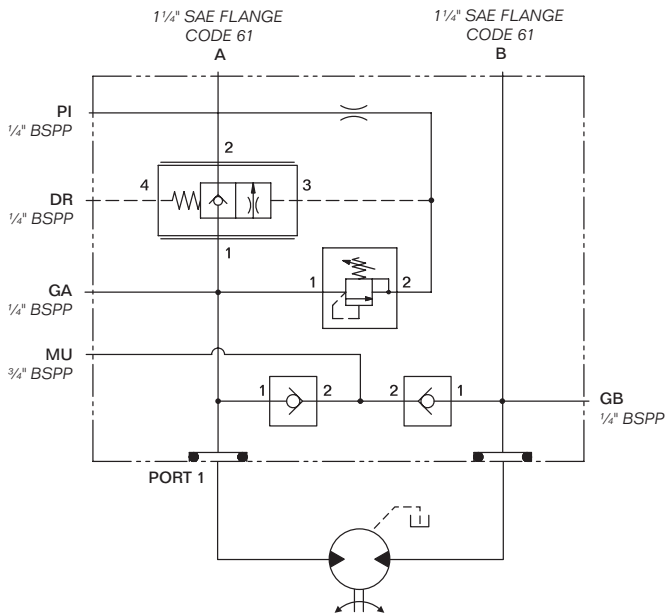 1¼" SAE FLANGE
CODE 61
A
1¼" SAE FLANGE
CODE 61
B
PI
¼" BSPP
2
4
3
DR
¼" BSPP
1
GA
¼" BSPP
1
2
MU
¾" BSPP
1
2
2
1
GB
¼" BSPP
PORT 1